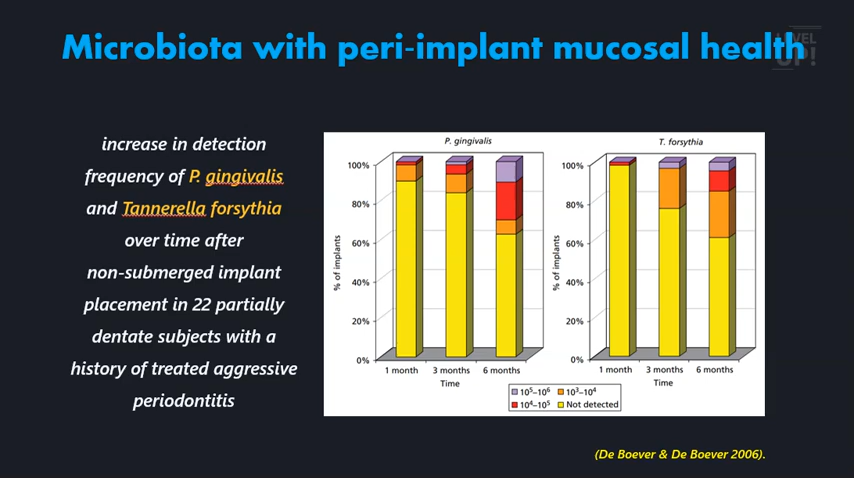 Microbiota with peri-implant mucosal health
LEVEL
UP!
increase in detection
frequency of P. gingivalis
and Tannerella forsythia
over time after
non-submerged implant
placement in 22 partially
dentate subjects with a
history of treated aggressive
periodontitis
P. gingivalis
100%
80%
60%
40%
20%
0%
% of implants
1 month 3 months 6 months
Time
T. forsythia
100%
80%
60%
40%
20%
0%
% of implants
1 month 3 months 6 months
Time
10⁵–10⁶ 10³–10⁴
10⁴–10⁵ Not detected
(De Boever & De Boever 2006).